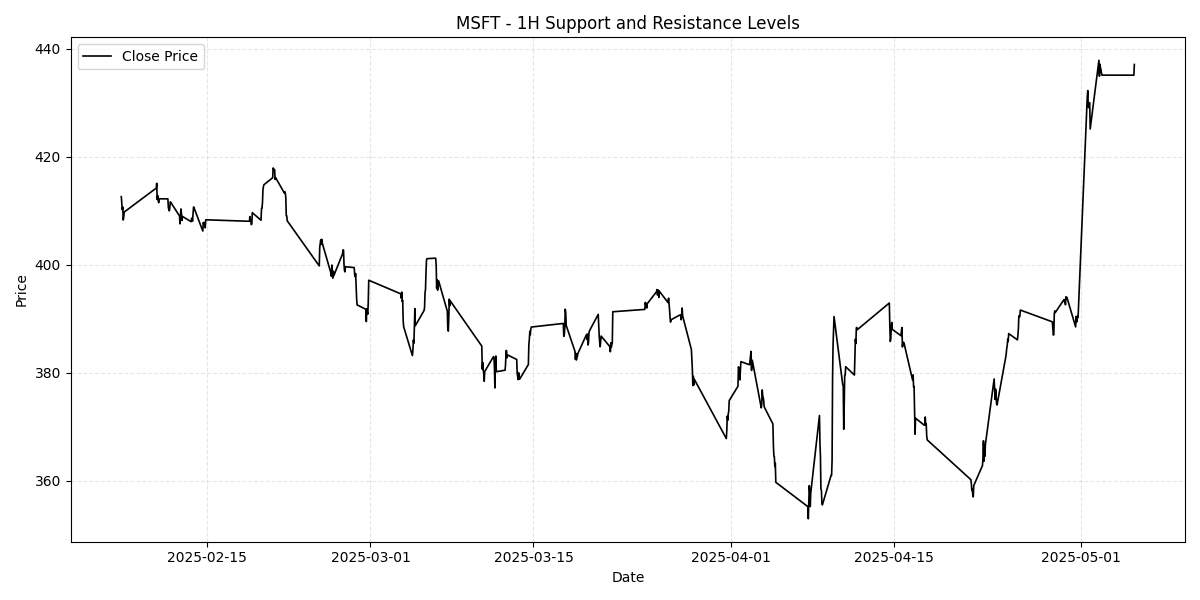 MSFT - 1H Support and Resistance Levels
Close Price
Price
440
420
400
380
360
2025-02-15
2025-03-01
2025-03-15
2025-04-01
2025-04-15
2025-05-01
Date